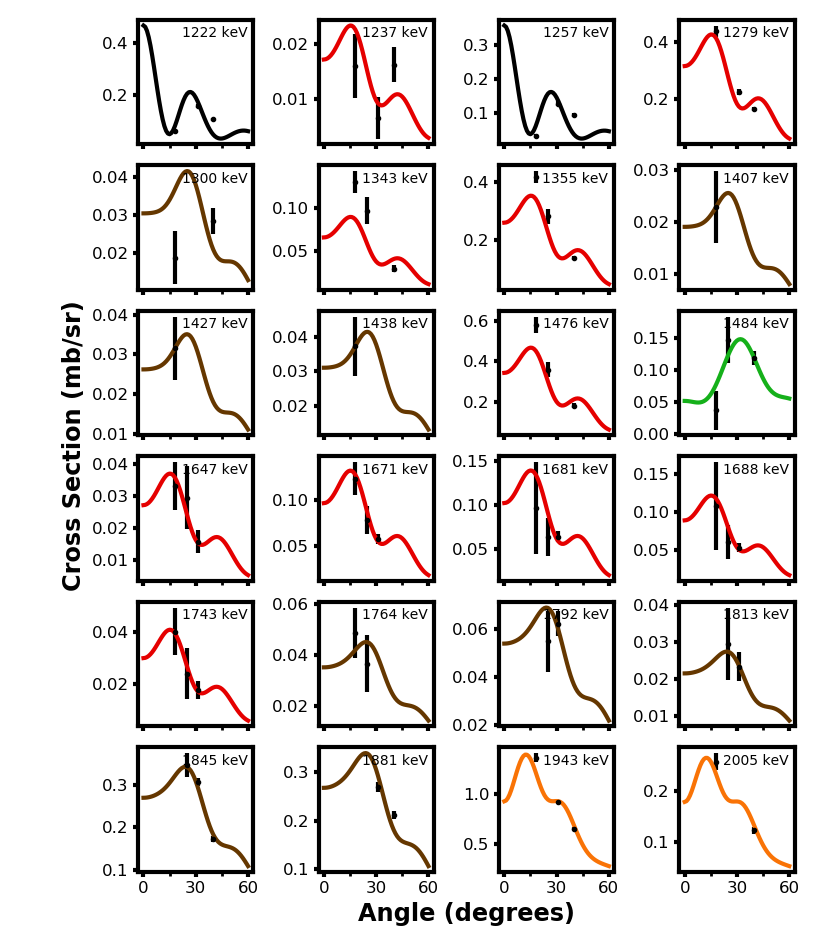 1222 keV 1237 keV 1257 keV 1279 keV
0.4 0.2 0.02 0.01 0.3 0.2 0.1 0.4 0.2
1300 keV 1343 keV 1355 keV 1407 keV
0.04 0.03 0.02 0.10 0.05 0.4 0.2 0.03 0.02 0.01
1427 keV 1438 keV 1476 keV 1484 keV
0.04 0.03 0.02 0.01 0.04 0.03 0.02 0.6 0.4 0.2 0.15 0.10 0.05 0.00
Cross Section (mb/sr)
1647 keV 1671 keV 1681 keV 1688 keV
0.04 0.03 0.02 0.01 0.10 0.05 0.15 0.10 0.05 0.15 0.10 0.05
1743 keV 1764 keV 1792 keV 1813 keV
0.04 0.02 0.06 0.04 0.02 0.06 0.04 0.02 0.04 0.03 0.02 0.01
1845 keV 1881 keV 1943 keV 2005 keV
0.3 0.2 0.1 0.3 0.2 0.1 1.0 0.5 0.2 0.1
0 30 60 0 30 60 0 30 60 0 30 60
Angle (degrees)